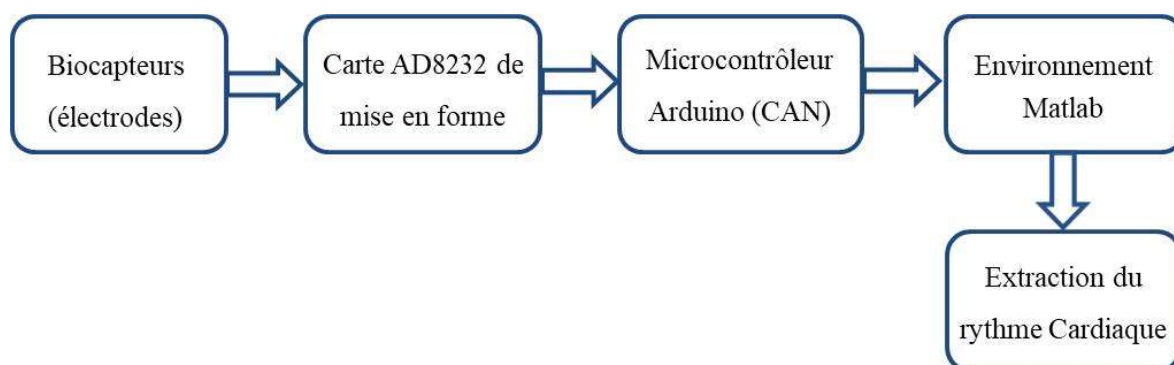 Biocapteurs
(électrodes)
Carte AD8232 de
mise en forme
Microcontrôleur
Arduino (CAN)
Environnement
Matlab
Extraction du
rythme Cardiaque